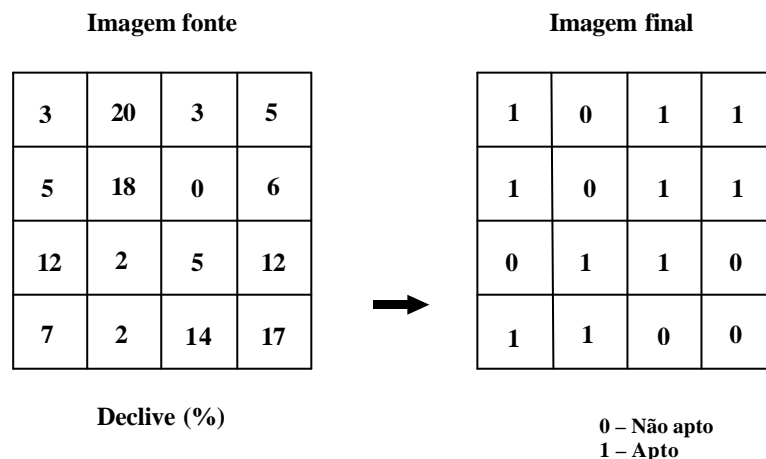 Imagem fonte Imagem final
3 20 3 5 1 0 1 1
5 18 0 6 1 0 1 1
12 2 5 12 0 1 1 0
7 2 14 17 1 1 0 0
Declive (%)
0 – Não apto
1 – Apto